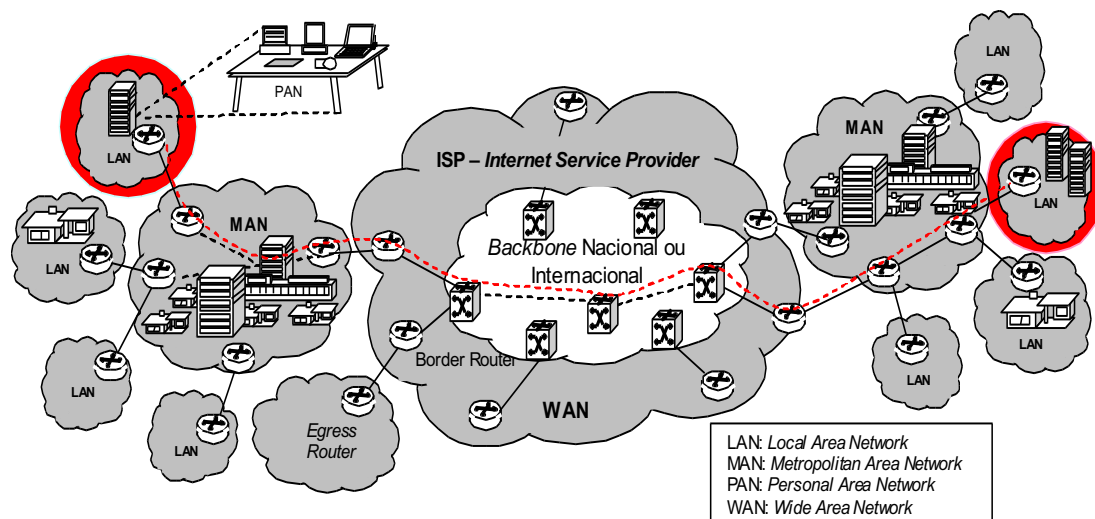 PAN
LAN
LAN
MAN
ISP – Internet Service Provider
MAN
LAN
LAN
Backbone Nacional ou
Internacional
LAN
Border Router
LAN
LAN
LAN
LAN
WAN
Egress
Router
LAN: Local Area Network
MAN: Metropolitan Area Network
PAN: Personal Area Network
WAN: Wide Area Network